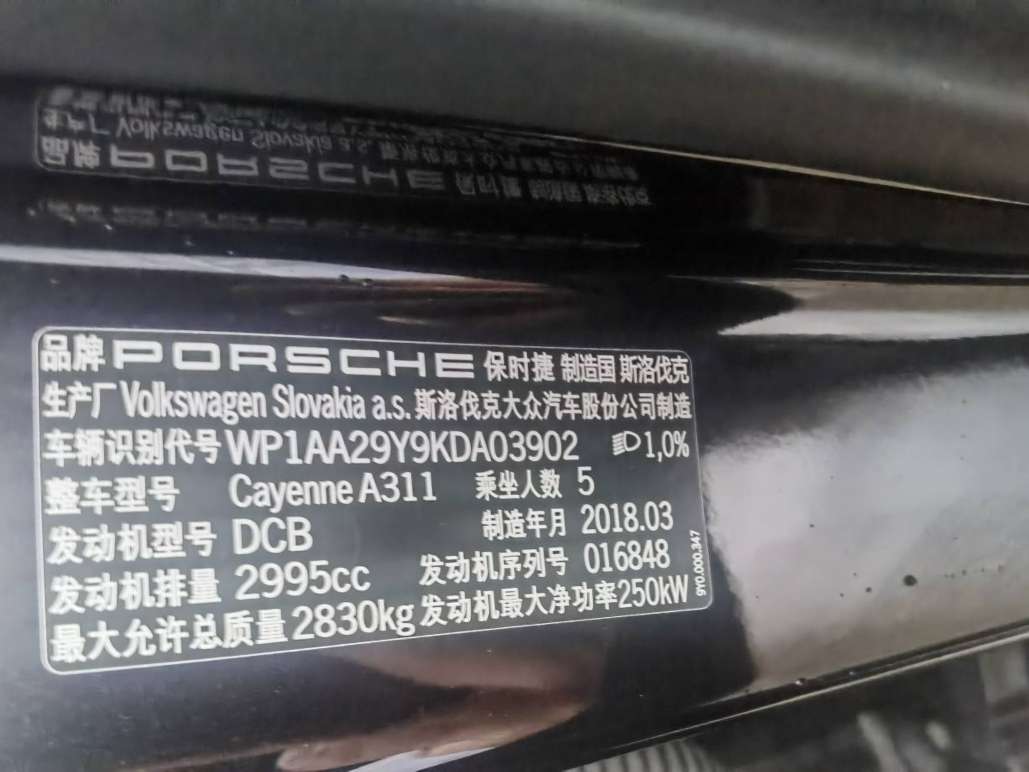 品牌 PORSCHE 保时捷 制造国 斯洛伐克
生产厂 Volkswagen Slovakia a.s. 斯洛伐克大众汽车股份公司制造
车辆识别代号 WP1AA29Y9KDA03902 1,0%
整车型号 Cayenne A311 乘坐人数 5
发动机型号 DCB 制造年月 2018.03
发动机排量 2995cc 发动机序列号 016848
最大允许总质量 2830kg 发动机最大净功率 250kW
9Y0.000.347